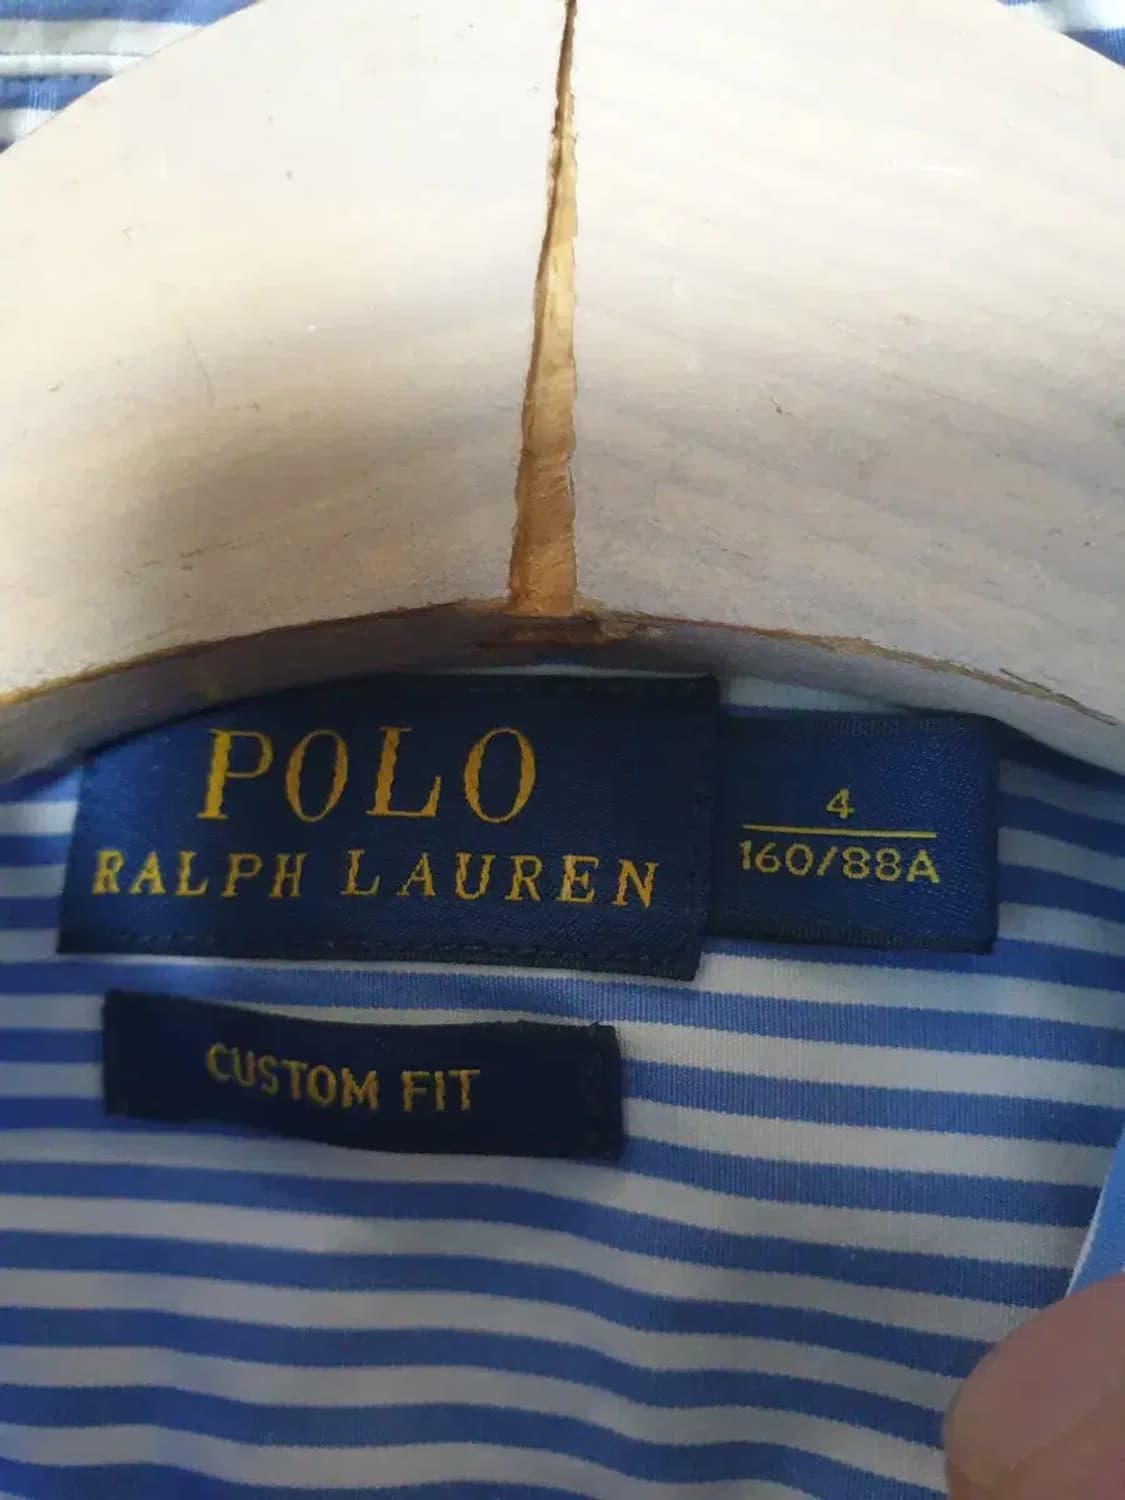 POLO
RALPH LAUREN
4
160/88A
CUSTOM FIT